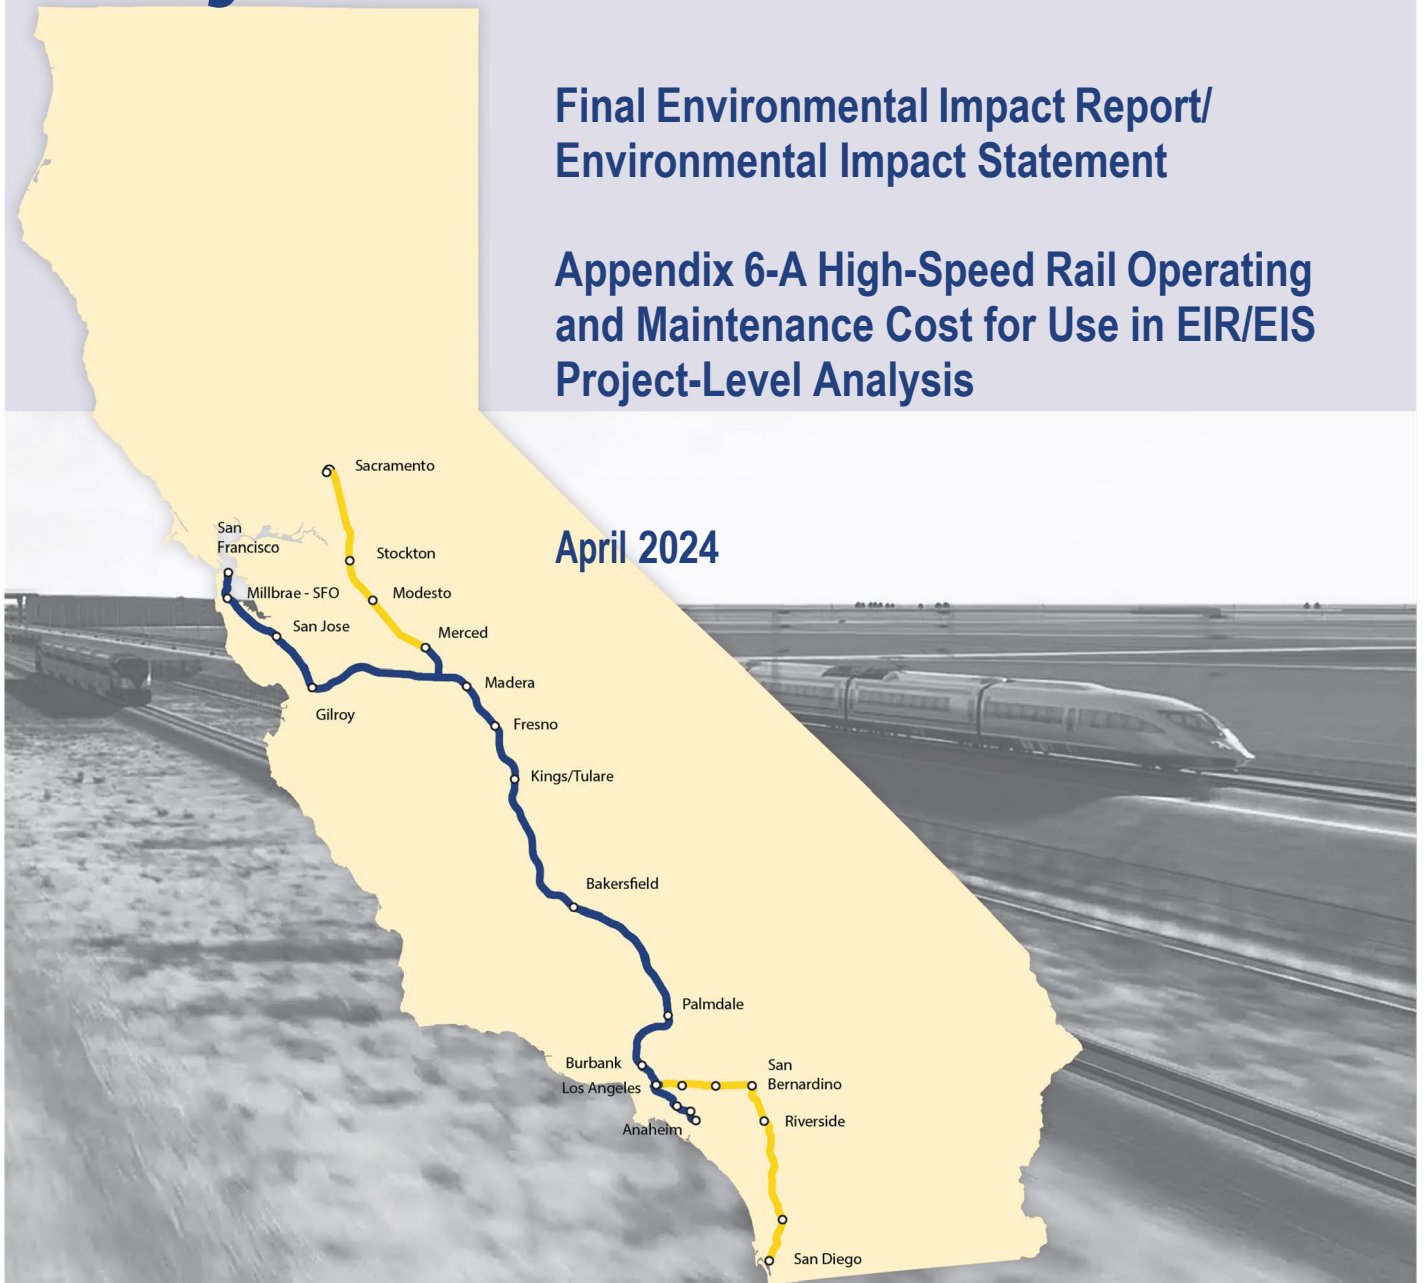 Final Environmental Impact Report/
Environmental Impact Statement
Appendix 6-A High-Speed Rail Operating
and Maintenance Cost for Use in EIR/EIS
Project-Level Analysis
April 2024
Sacramento
San
Francisco
Stockton
Millbrae - SFO
Modesto
San Jose
Merced
Madera
Gilroy
Fresno
Kings/Tulare
Bakersfield
Palmdale
Burbank
San
Bernardino
Los Angeles
Riverside
Anaheim
San Diego